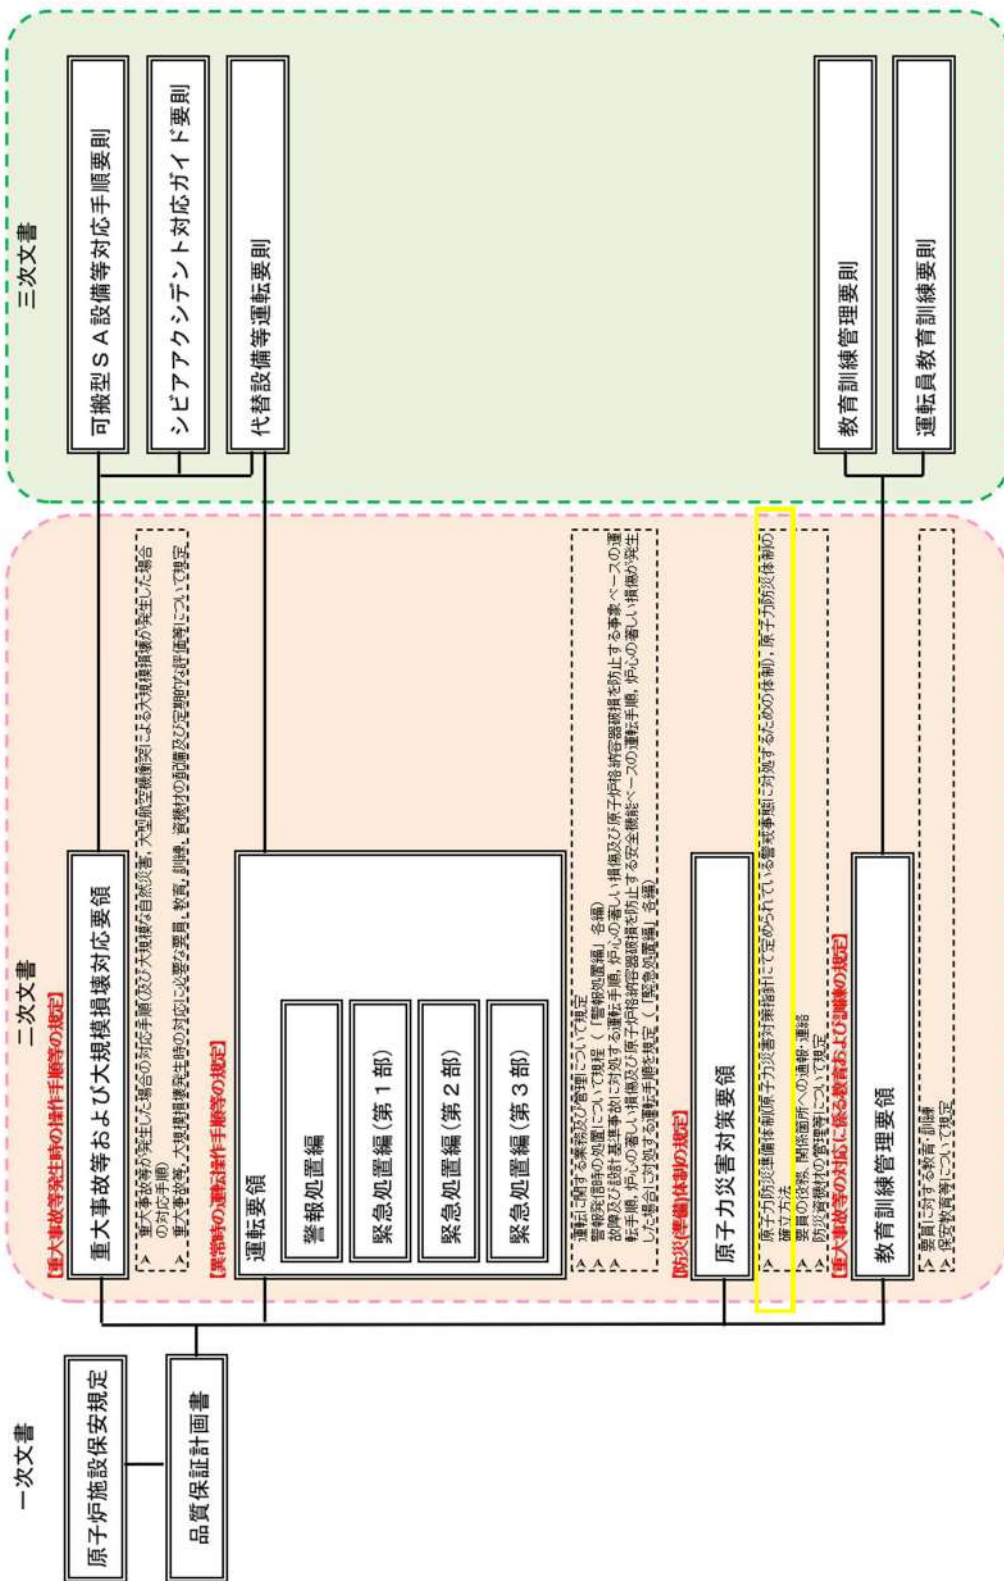 一次文書
原子炉施設保安規定
品質保証計画書
二次文書
【重大事故等発生時の操作手順等の規定】
重大事故等および大規模損壊対応要領
➢ 重大事故等が発生した場合の対応手順(及び大規模な自然災害,大型航空機衝突による大規模損壊が発生した場合
の対応手順)
➢ 重大事故等,大規模損壊発生時の対応に必要な要員,教育,訓練,資機材の配備及び定期的な評価等について規定
【異常時の運転操作手順等の規定】
運転要領
警報処置編
緊急処置編(第1部)
緊急処置編(第2部)
緊急処置編(第3部)
➢ 運転に関する業務及び管理について規定
➢ 警報発信時の処置について規程(「警報処置編」各編)
➢ 故障及び設計基準事故に対処する運転手順,炉心の著しい損傷及び原子炉格納容器破損を防止する事象ベースの運
転手順,炉心の著しい損傷及び原子炉格納容器破損を防止する安全機能ベースの運転手順,炉心の著しい損傷が発生
した場合に対処する運転手順を規定(「緊急処置編」各編)
【防災(準備)体制の規定】
原子力災害対策要領
➢ 原子力防災準備体制(原子力災害対策指針にて定められている警戒事態に対処するための体制),原子力防災体制の
確立方法
➢ 要員の役務,関係箇所への通報・連絡
➢ 防災資機材の管理等について規定
【重大事故等の対応に係る教育および訓練の規定】
教育訓練管理要領
➢ 要員に対する教育・訓練
➢ 保安教育等について規定
三次文書
可搬型SA設備等対応手順要則
シビアアクシデント対応ガイド要則
代替設備等運転要則
教育訓練管理要則
運転員教育訓練要則